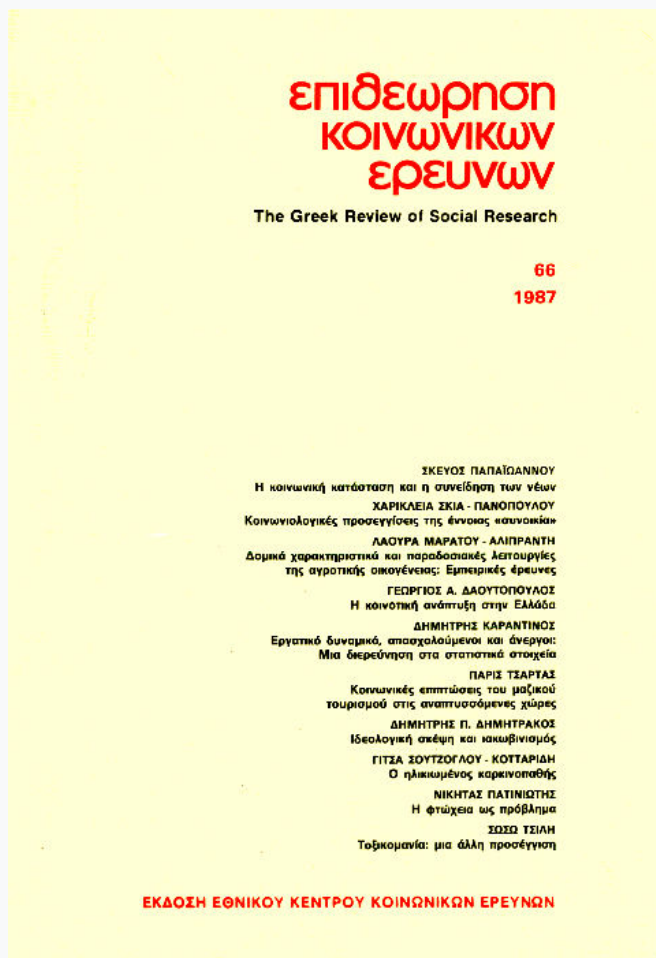 επιθεωρηση
κοινωνικων
ερευνων
The Greek Review of Social Research
66
1987
ΣΚΕΥΟΣ ΠΑΠΑΪΩΑΝΝΟΥ
Η κοινωνική κατάσταση και η συνείδηση των νέων
ΧΑΡΙΚΛΕΙΑ ΣΚΙΑ - ΠΑΝΟΠΟΥΛΟΥ
Κοινωνιολογικές προσεγγίσεις της έννοιας «συνοικία»
ΛΑΟΥΡΑ ΜΑΡΑΤΟΥ - ΑΛΙΠΡΑΝΤΗ
Δομικά χαρακτηριστικά και παραδοσιακές λειτουργίες
της αγροτικής οικογένειας: Εμπειρικές έρευνες
ΓΕΩΡΓΙΟΣ Α. ΔΑΟΥΤΟΠΟΥΛΟΣ
Η κοινοτική ανάπτυξη στην Ελλάδα
ΔΗΜΗΤΡΗΣ ΚΑΡΑΝΤΙΝΟΣ
Εργατικό δυναμικό, απασχολούμενοι και άνεργοι:
Μια διερεύνηση στα στατιστικά στοιχεία
ΠΑΡΙΣ ΤΣΑΡΤΑΣ
Κοινωνικές επιπτώσεις του μαζικού
τουρισμού στις αναπτυσσόμενες χώρες
ΔΗΜΗΤΡΗΣ Π. ΔΗΜΗΤΡΑΚΟΣ
Ιδεολογική σκέψη και ιακωβινισμός
ΓΙΤΣΑ ΣΟΥΤΖΟΓΛΟΥ - ΚΟΤΤΑΡΙΔΗ
Ο ηλικιωμένος καρκινοπαθής
ΝΙΚΗΤΑΣ ΠΑΤΙΝΙΩΤΗΣ
Η φτώχεια ως πρόβλημα
ΣΩΣΩ ΤΣΙΛΗ
Τοξικομανία: μια άλλη προσέγγιση
ΕΚΔΟΣΗ ΕΘΝΙΚΟΥ ΚΕΝΤΡΟΥ ΚΟΙΝΩΝΙΚΩΝ ΕΡΕΥΝΩΝ